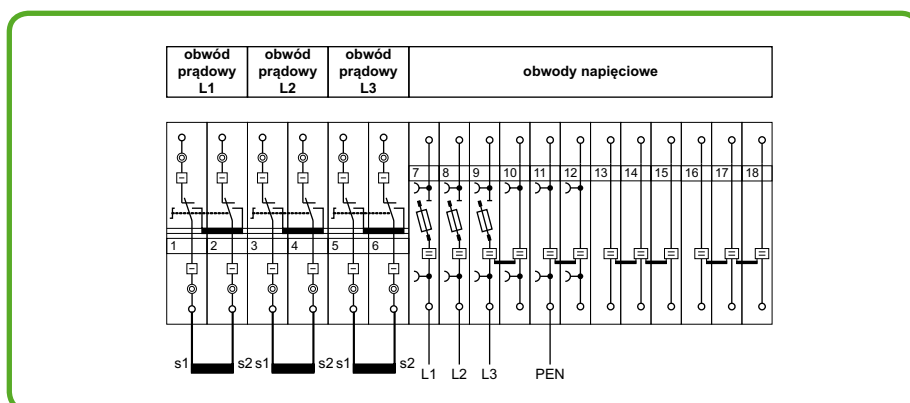 obwód prądowy L1
obwód prądowy L2
obwód prądowy L3
obwody napięciowe
7 8 9 10 11 12 13 14 15 16 17 18
1 2 3 4 5 6
s1 s2 s1 s2 s1 s2
L1 L2 L3 PEN